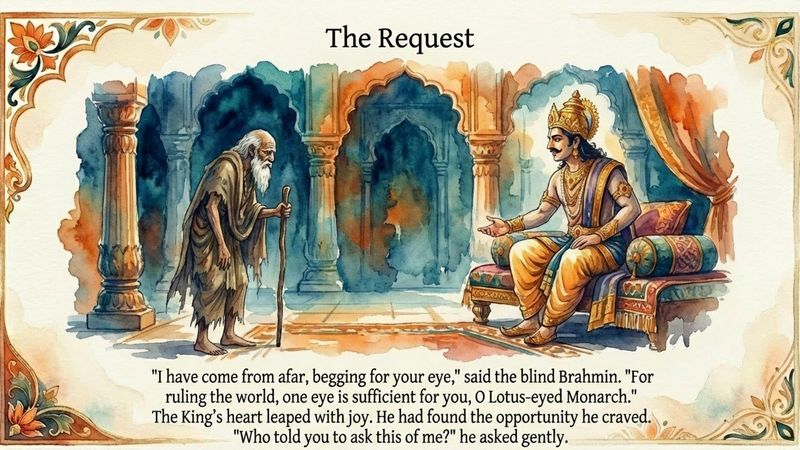 The Request
"I have come from afar, begging for your eye," said the blind Brahmin. "For
ruling the world, one eye is sufficient for you, O Lotus-eyed Monarch."
The King’s heart leaped with joy. He had found the opportunity he craved.
"Who told you to ask this of me?" he asked gently.